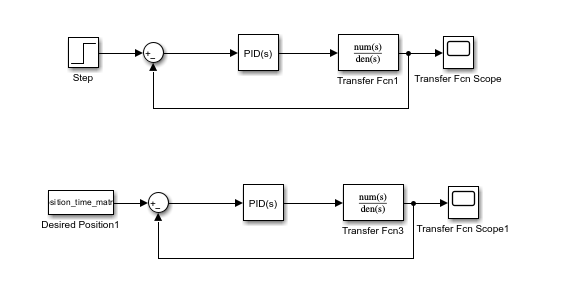 PID(s)
num(s)
den(s)
Step
Transfer Fcn1
Transfer Fcn Scope
sition_time_matr
PID(s)
num(s)
den(s)
Desired Position1
Transfer Fcn3
Transfer Fcn Scope1